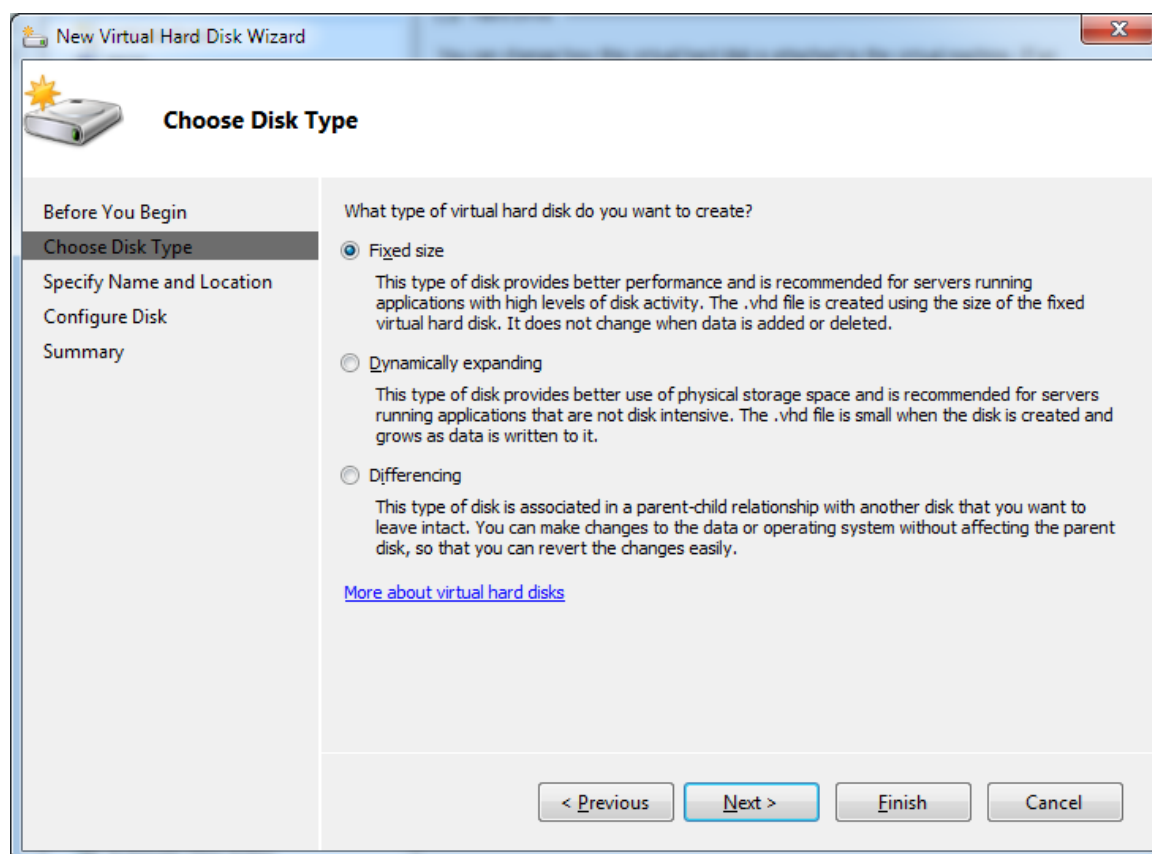 New Virtual Hard Disk Wizard
Choose Disk Type
Before You Begin
Choose Disk Type
Specify Name and Location
Configure Disk
Summary
What type of virtual hard disk do you want to create?
Fixed size
This type of disk provides better performance and is recommended for servers running
applications with high levels of disk activity. The .vhd file is created using the size of the fixed
virtual hard disk. It does not change when data is added or deleted.
Dynamically expanding
This type of disk provides better use of physical storage space and is recommended for servers
running applications that are not disk intensive. The .vhd file is small when the disk is created and
grows as data is written to it.
Differencing
This type of disk is associated in a parent-child relationship with another disk that you want to
leave intact. You can make changes to the data or operating system without affecting the parent
disk, so that you can revert the changes easily.
More about virtual hard disks
< Previous
Next >
Finish
Cancel